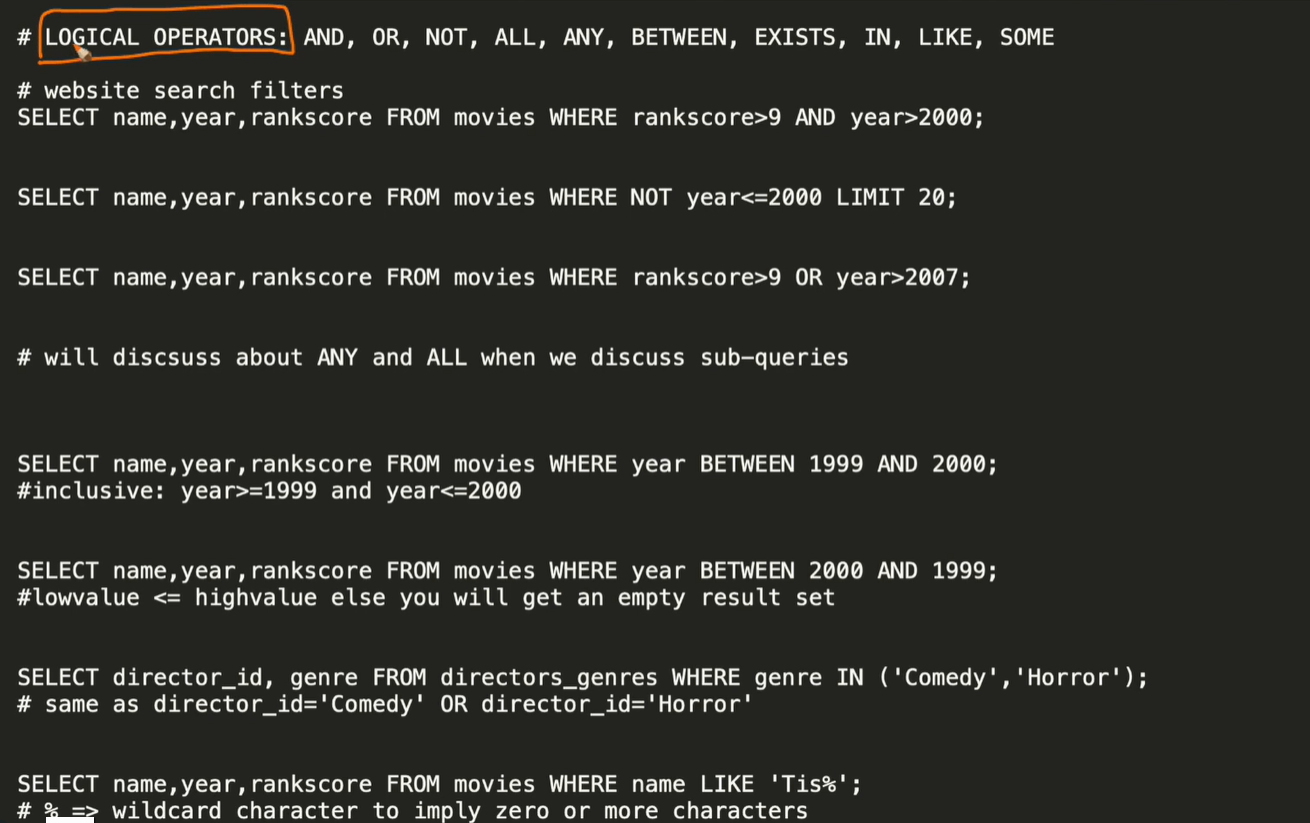 # LOGICAL OPERATORS: AND, OR, NOT, ALL, ANY, BETWEEN, EXISTS, IN, LIKE, SOME
# website search filters
SELECT name,year,rankscore FROM movies WHERE rankscore>9 AND year>2000;
SELECT name,year,rankscore FROM movies WHERE NOT year<=2000 LIMIT 20;
SELECT name,year,rankscore FROM movies WHERE rankscore>9 OR year>2007;
# will discsuss about ANY and ALL when we discuss sub-queries
SELECT name,year,rankscore FROM movies WHERE year BETWEEN 1999 AND 2000;
#inclusive: year>=1999 and year<=2000
SELECT name,year,rankscore FROM movies WHERE year BETWEEN 2000 AND 1999;
#lowvalue <= highvalue else you will get an empty result set
SELECT director_id, genre FROM directors_genres WHERE genre IN ('Comedy','Horror');
# same as director_id='Comedy' OR director_id='Horror'
SELECT name,year,rankscore FROM movies WHERE name LIKE 'Tis%';
# % => wildcard character to imply zero or more characters